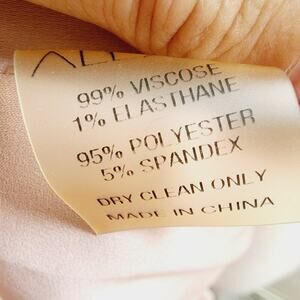 99% VISCOSE
1% ELASTHANE
95% POLYESTER
5% SPANDEX
DRY CLEAN ONLY
MADE IN CHINA